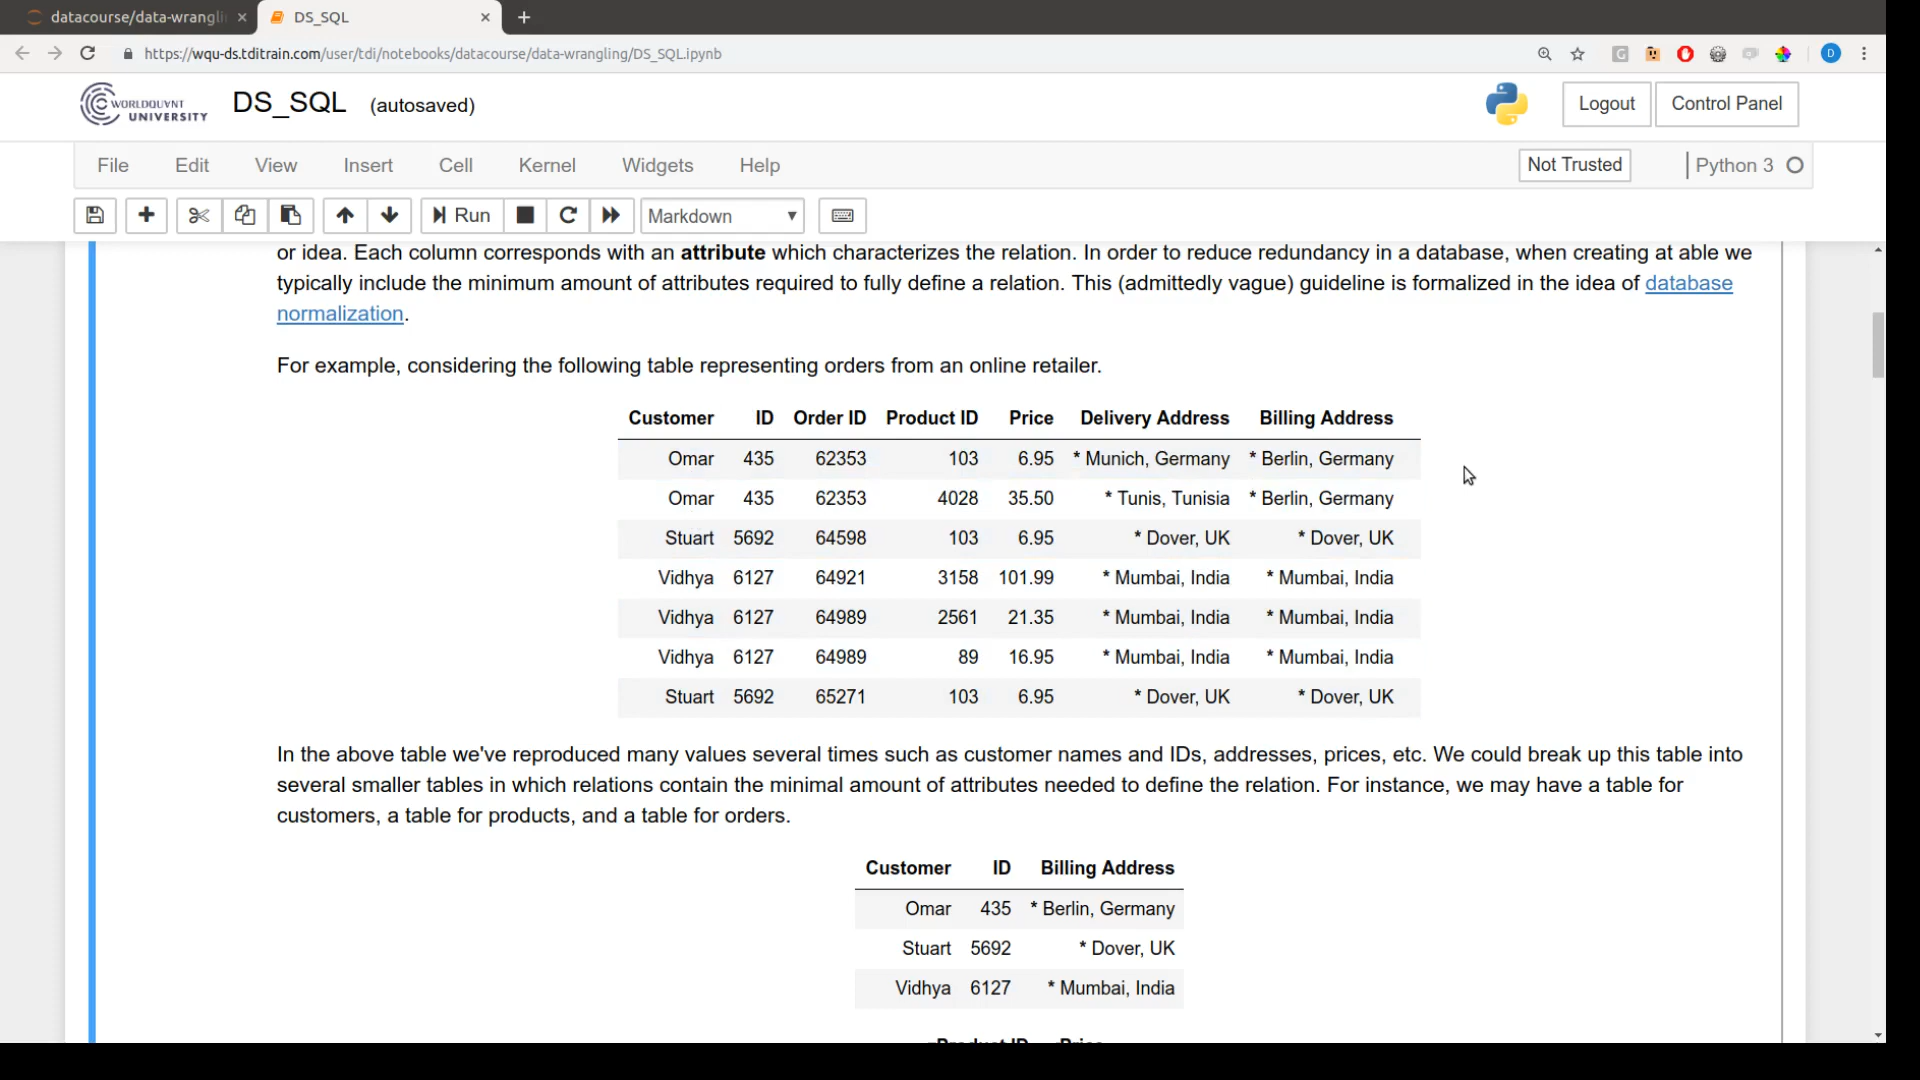 datacourse/data-wrangli
DS_SQL
https://wqu-ds.tditrain.com/user/tdi/notebooks/datacourse/data-wrangling/DS_SQL.ipynb
D
WORLDQUANT
UNIVERSITY
DS_SQL (autosaved)
Logout Control Panel
File Edit View Insert Cell Kernel Widgets Help Not Trusted Python 3
Run Markdown
or idea. Each column corresponds with an attribute which characterizes the relation. In order to reduce redundancy in a database, when creating at able we
typically include the minimum amount of attributes required to fully define a relation. This (admittedly vague) guideline is formalized in the idea of database
normalization.
For example, considering the following table representing orders from an online retailer.
Customer ID Order ID Product ID Price Delivery Address Billing Address
Omar 435 62353 103 6.95 * Munich, Germany * Berlin, Germany
Omar 435 62353 4028 35.50 * Tunis, Tunisia * Berlin, Germany
Stuart 5692 64598 103 6.95 * Dover, UK * Dover, UK
Vidhya 6127 64921 3158 101.99 * Mumbai, India * Mumbai, India
Vidhya 6127 64989 2561 21.35 * Mumbai, India * Mumbai, India
Vidhya 6127 64989 89 16.95 * Mumbai, India * Mumbai, India
Stuart 5692 65271 103 6.95 * Dover, UK * Dover, UK
In the above table we've reproduced many values several times such as customer names and IDs, addresses, prices, etc. We could break up this table into
several smaller tables in which relations contain the minimal amount of attributes needed to define the relation. For instance, we may have a table for
customers, a table for products, and a table for orders.
Customer ID Billing Address
Omar 435 * Berlin, Germany
Stuart 5692 * Dover, UK
Vidhya 6127 * Mumbai, India
Product ID Price